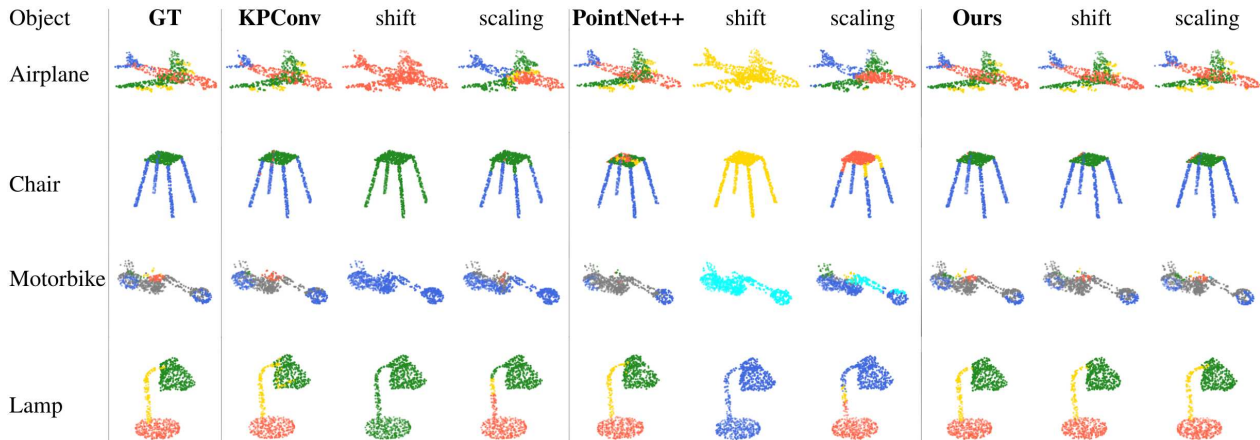 Object GT KPConv shift scaling PointNet++ shift scaling Ours shift scaling
Airplane
Chair
Motorbike
Lamp